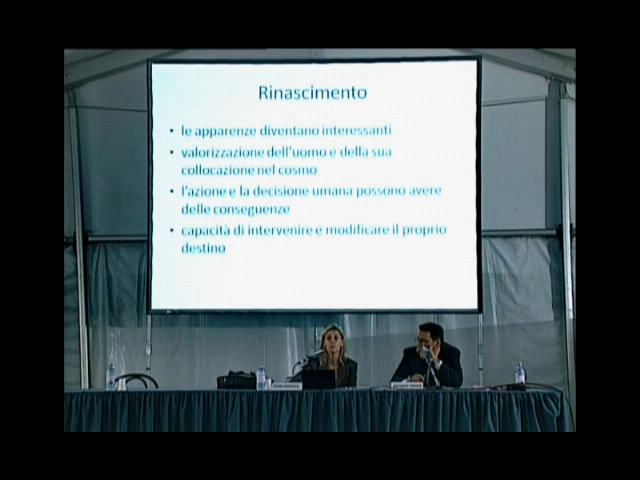 Rinascimento
• le apparenze diventano interessanti
• valorizzazione dell'uomo e della sua
collocazione nel cosmo
• l'azione e la decisione umana possono avere
delle conseguenze
• capacità di intervenire e modificare il proprio
destino